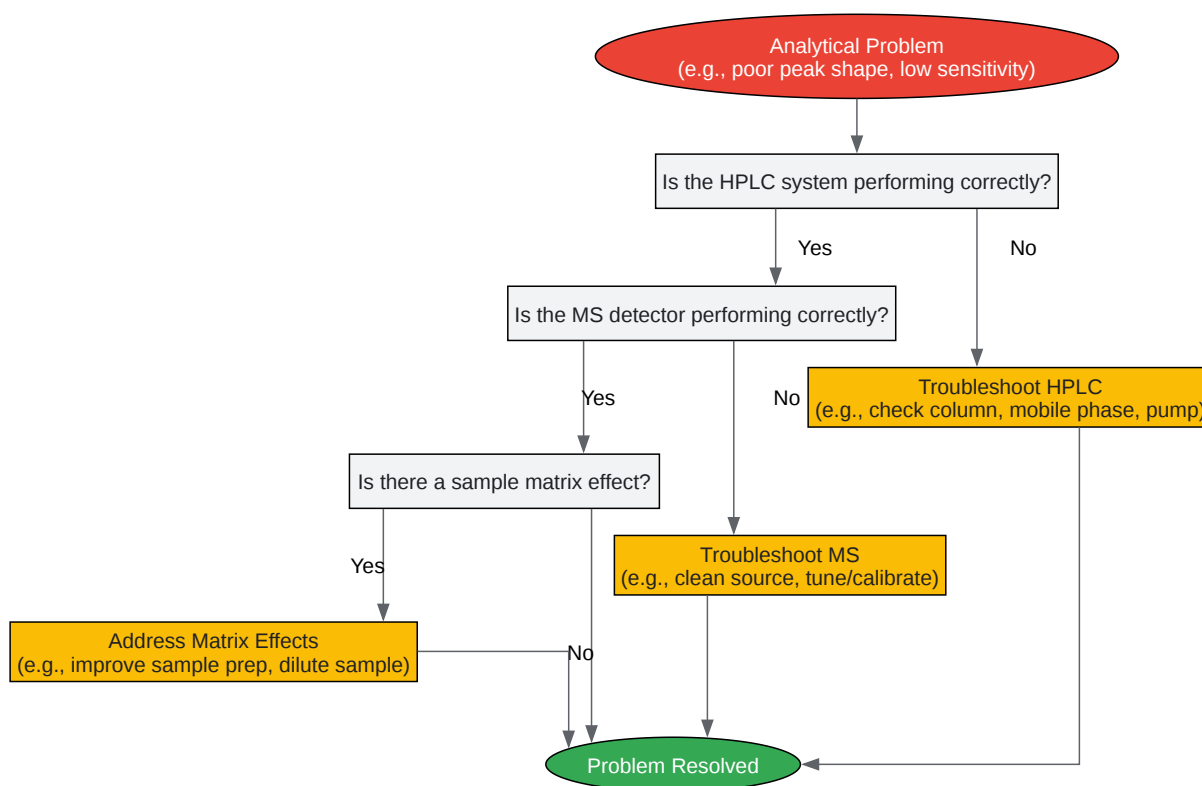 Analytical Problem
(e.g., poor peak shape, low sensitivity)
Is the HPLC system performing correctly?
Yes
No
Is the MS detector performing correctly?
Yes
No
Troubleshoot HPLC
(e.g., check column, mobile phase, pump)
Is there a sample matrix effect?
Yes
Troubleshoot MS
(e.g., clean source, tune/calibrate)
Address Matrix Effects
(e.g., improve sample prep, dilute sample)
No
Problem Resolved